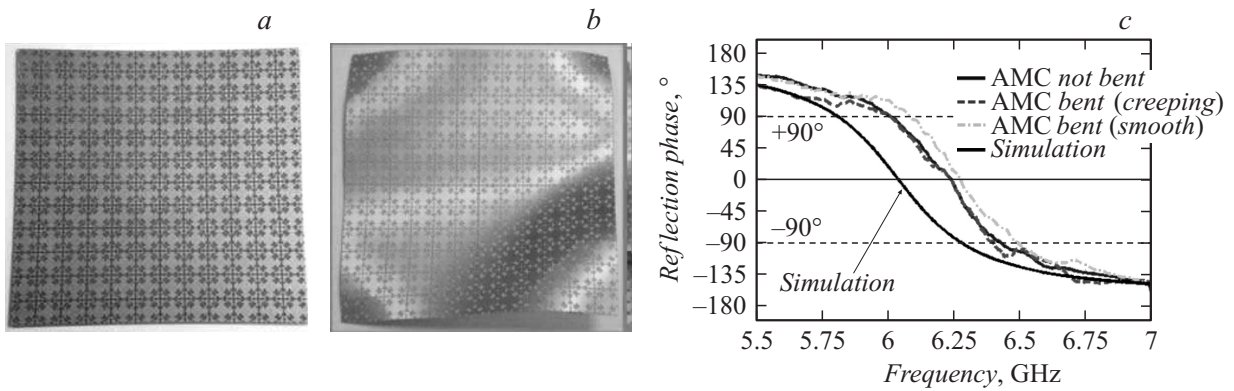 a
b
c
Reflection phase, °
180
135
90
45
0
–45
–90
–135
–180
+90°
–90°
AMC not bent
AMC bent (creeping)
AMC bent (smooth)
Simulation
Simulation
5.5 5.75 6 6.25 6.5 6.75 7
Frequency, GHz